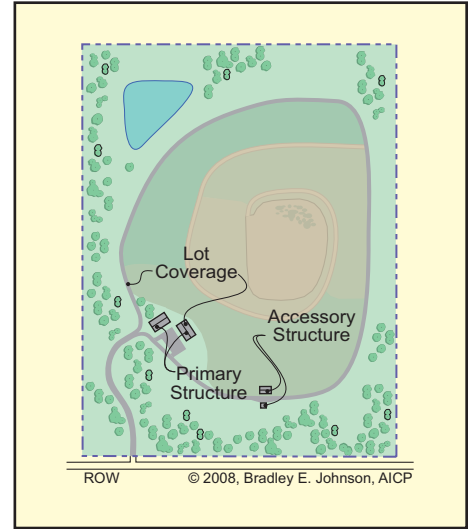 Lot
Coverage
Accessory
Structure
Primary
Structure
ROW
© 2008, Bradley E. Johnson, AICP